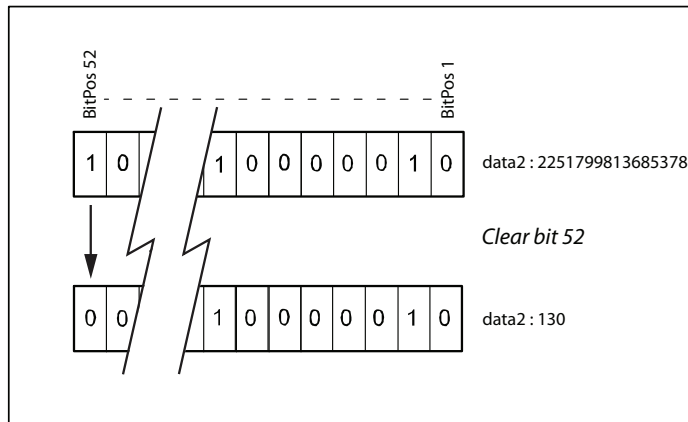 BitPos 52
BitPos 1
1 0 1 0 0 0 0 0 1 0
data2 : 2251799813685378
Clear bit 52
0 0 1 0 0 0 0 0 1 0
data2 : 130